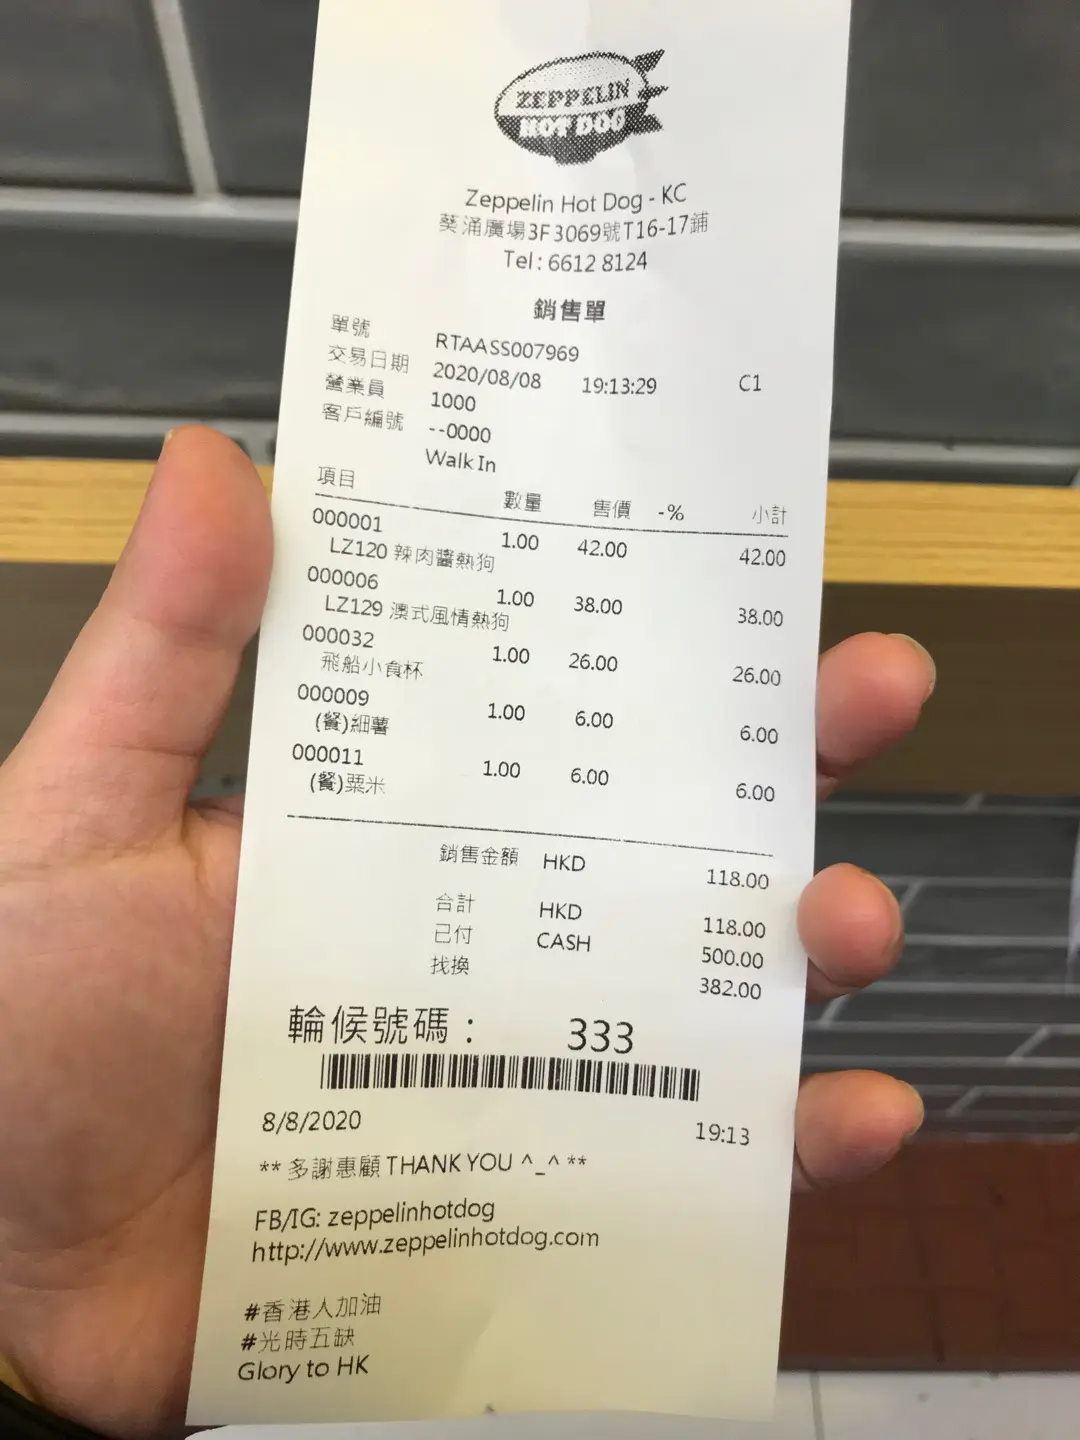 ZEPPELIN
HOT DOG
Zeppelin Hot Dog - KC
葵涌廣場3F3069號T16-17鋪
Tel : 6612 8124
銷售單
單號 RTAASS007969
交易日期 2020/08/08 19:13:29 C1
營業員 1000
客戶編號 --0000
Walk In
項目 數量 售價 -% 小計
000001 1.00 42.00 42.00
LZ120 辣肉醬熱狗
000006 1.00 38.00 38.00
LZ129 澳式風情熱狗
000032 1.00 26.00 26.00
飛船小食杯
000009 1.00 6.00 6.00
(餐)細薯
000011 1.00 6.00 6.00
(餐)粟米
銷售金額 HKD 118.00
合計 HKD 118.00
已付 CASH 500.00
找換 382.00
輪候號碼： 333
8/8/2020 19:13
** 多謝惠顧 THANK YOU ^_^ **
FB/IG: zeppelinhotdog
http://www.zeppelinhotdog.com
#香港人加油
#光時五缺
Glory to HK